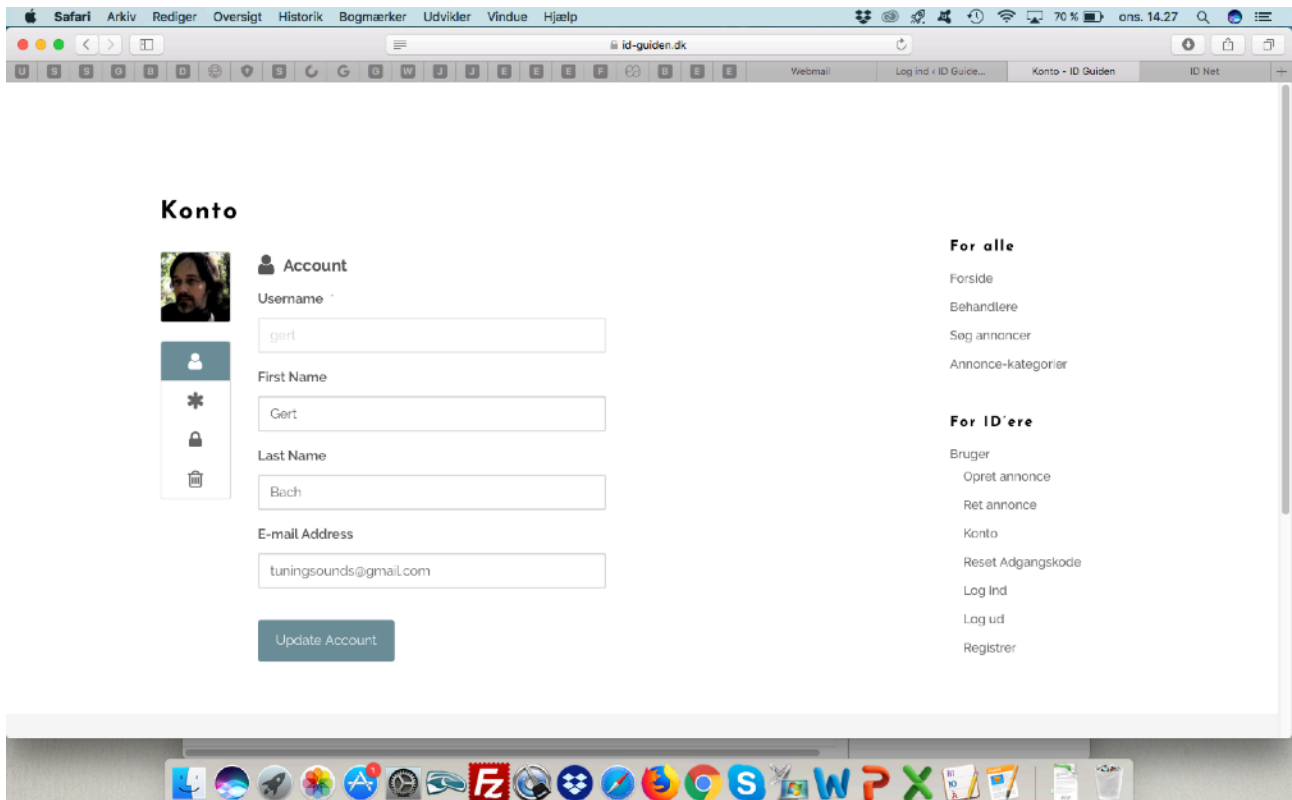 Safari Arkiv Rediger Oversigt Historik Bogmærker Udvikler Vindue Hjælp 70 % ons. 14.27
id-guiden.dk
U S S G B D S G G W J J E E E F B E E Webmail Log ind ‹ ID Guide... Konto - ID Guiden ID Net
Konto
Account
Username *
gert
First Name
Gert
Last Name
Bach
E-mail Address
tuningsounds@gmail.com
Update Account
For alle
Forside
Behandlere
Søg annoncer
Annonce-kategorier
For ID'ere
Bruger
Opret annonce
Ret annonce
Konto
Reset Adgangskode
Log Ind
Log ud
Registrer